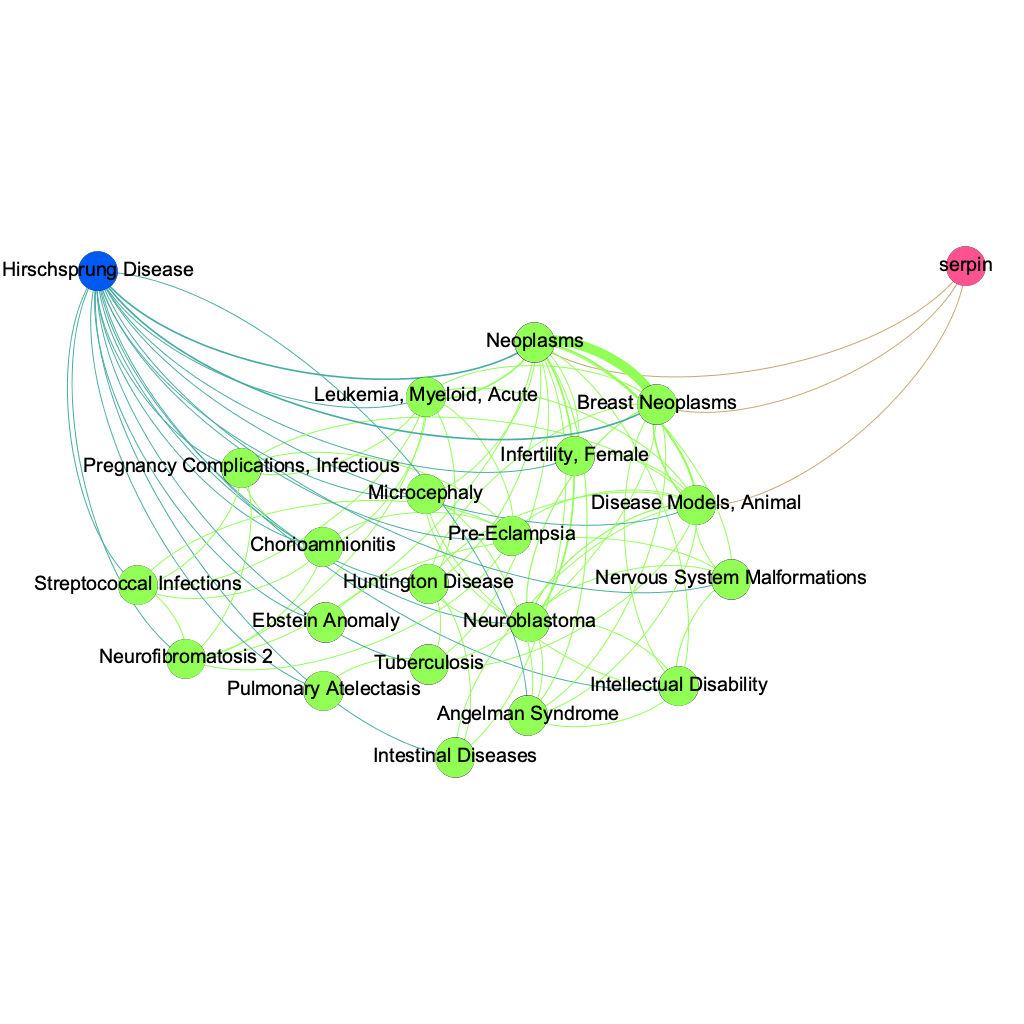 serpin
Hirschsprung Disease
Neoplasms
Leukemia, Myeloid, Acute
Breast Neoplasms
Infertility, Female
Pregnancy Complications, Infectious
Microcephaly
Disease Models, Animal
Pre-Eclampsia
Chorioamnionitis
Nervous System Malformations
Huntington Disease
Streptococcal Infections
Ebstein Anomaly
Neuroblastoma
Neurofibromatosis 2
Tuberculosis
Intellectual Disability
Pulmonary Atelectasis
Angelman Syndrome
Intestinal Diseases